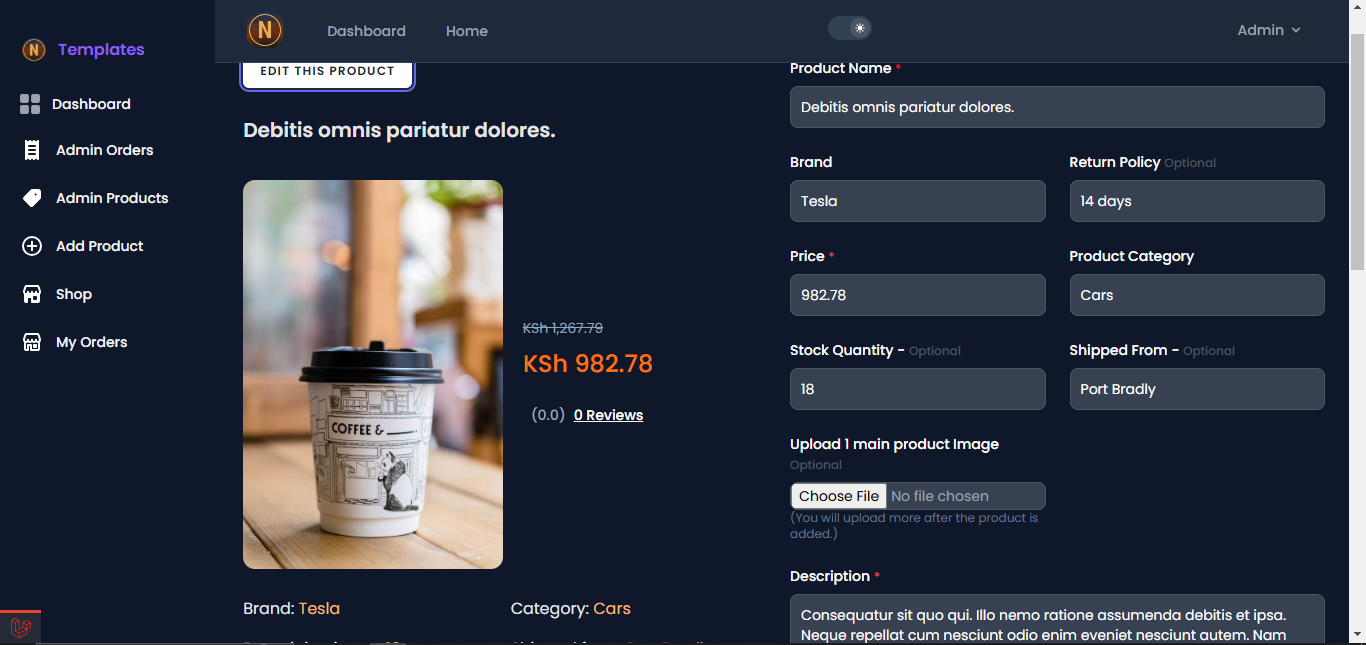 N
Templates
Dashboard
Admin Orders
Admin Products
Add Product
Shop
My Orders
N
Dashboard
Home
Admin
EDIT THIS PRODUCT
Debitis omnis pariatur dolores.
COFFEE &
KSh 1,267.79
KSh 982.78
(0.0) 0 Reviews
Brand: Tesla
Category: Cars
Product Name *
Debitis omnis pariatur dolores.
Brand
Tesla
Return Policy Optional
14 days
Price *
982.78
Product Category
Cars
Stock Quantity - Optional
18
Shipped From - Optional
Port Bradly
Upload 1 main product Image
Optional
Choose File No file chosen
(You will upload more after the product is
added.)
Description *
Consequatur sit quo qui. Illo nemo ratione assumenda debitis et ipsa.
Neque repellat cum nesciunt odio enim eveniet nesciunt autem. Nam